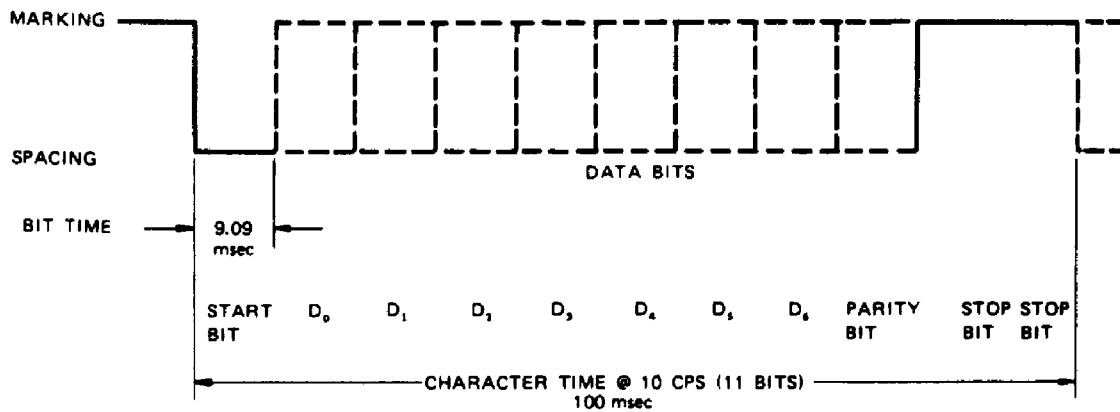 MARKING
SPACING
DATA BITS
BIT TIME
9.09
msec
START BIT
D₀
D₁
D₂
D₃
D₄
D₅
D₆
PARITY BIT
STOP BIT
STOP BIT
CHARACTER TIME @ 10 CPS (11 BITS)
100 msec